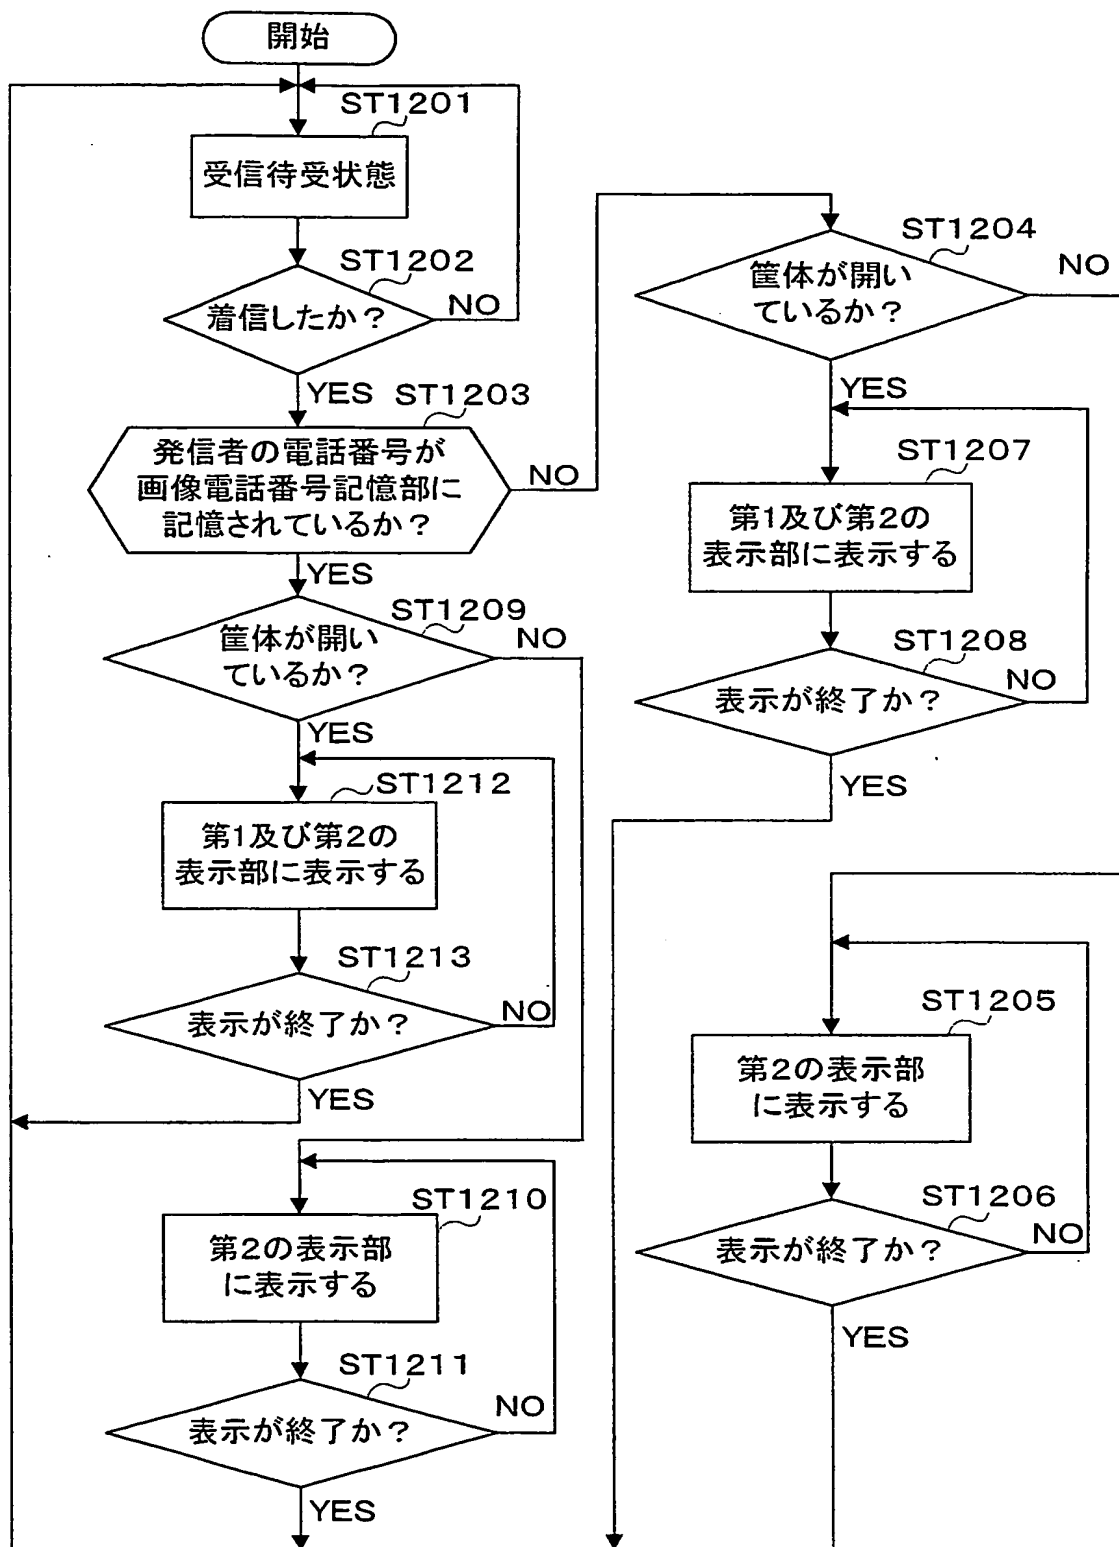 開始
ST1201
受信待受状態
ST1202
着信したか？
NO
YES
ST1203
発信者の電話番号が
画像電話番号記憶部に
記憶されているか？
NO
YES
ST1209
筐体が開い
ているか？
NO
YES
ST1212
第1及び第2の
表示部に表示する
ST1213
表示が終了か？
NO
YES
ST1210
第2の表示部
に表示する
ST1211
表示が終了か？
NO
YES
ST1204
筐体が開い
ているか？
NO
YES
ST1207
第1及び第2の
表示部に表示する
ST1208
表示が終了か？
NO
YES
ST1205
第2の表示部
に表示する
ST1206
表示が終了か？
NO
YES